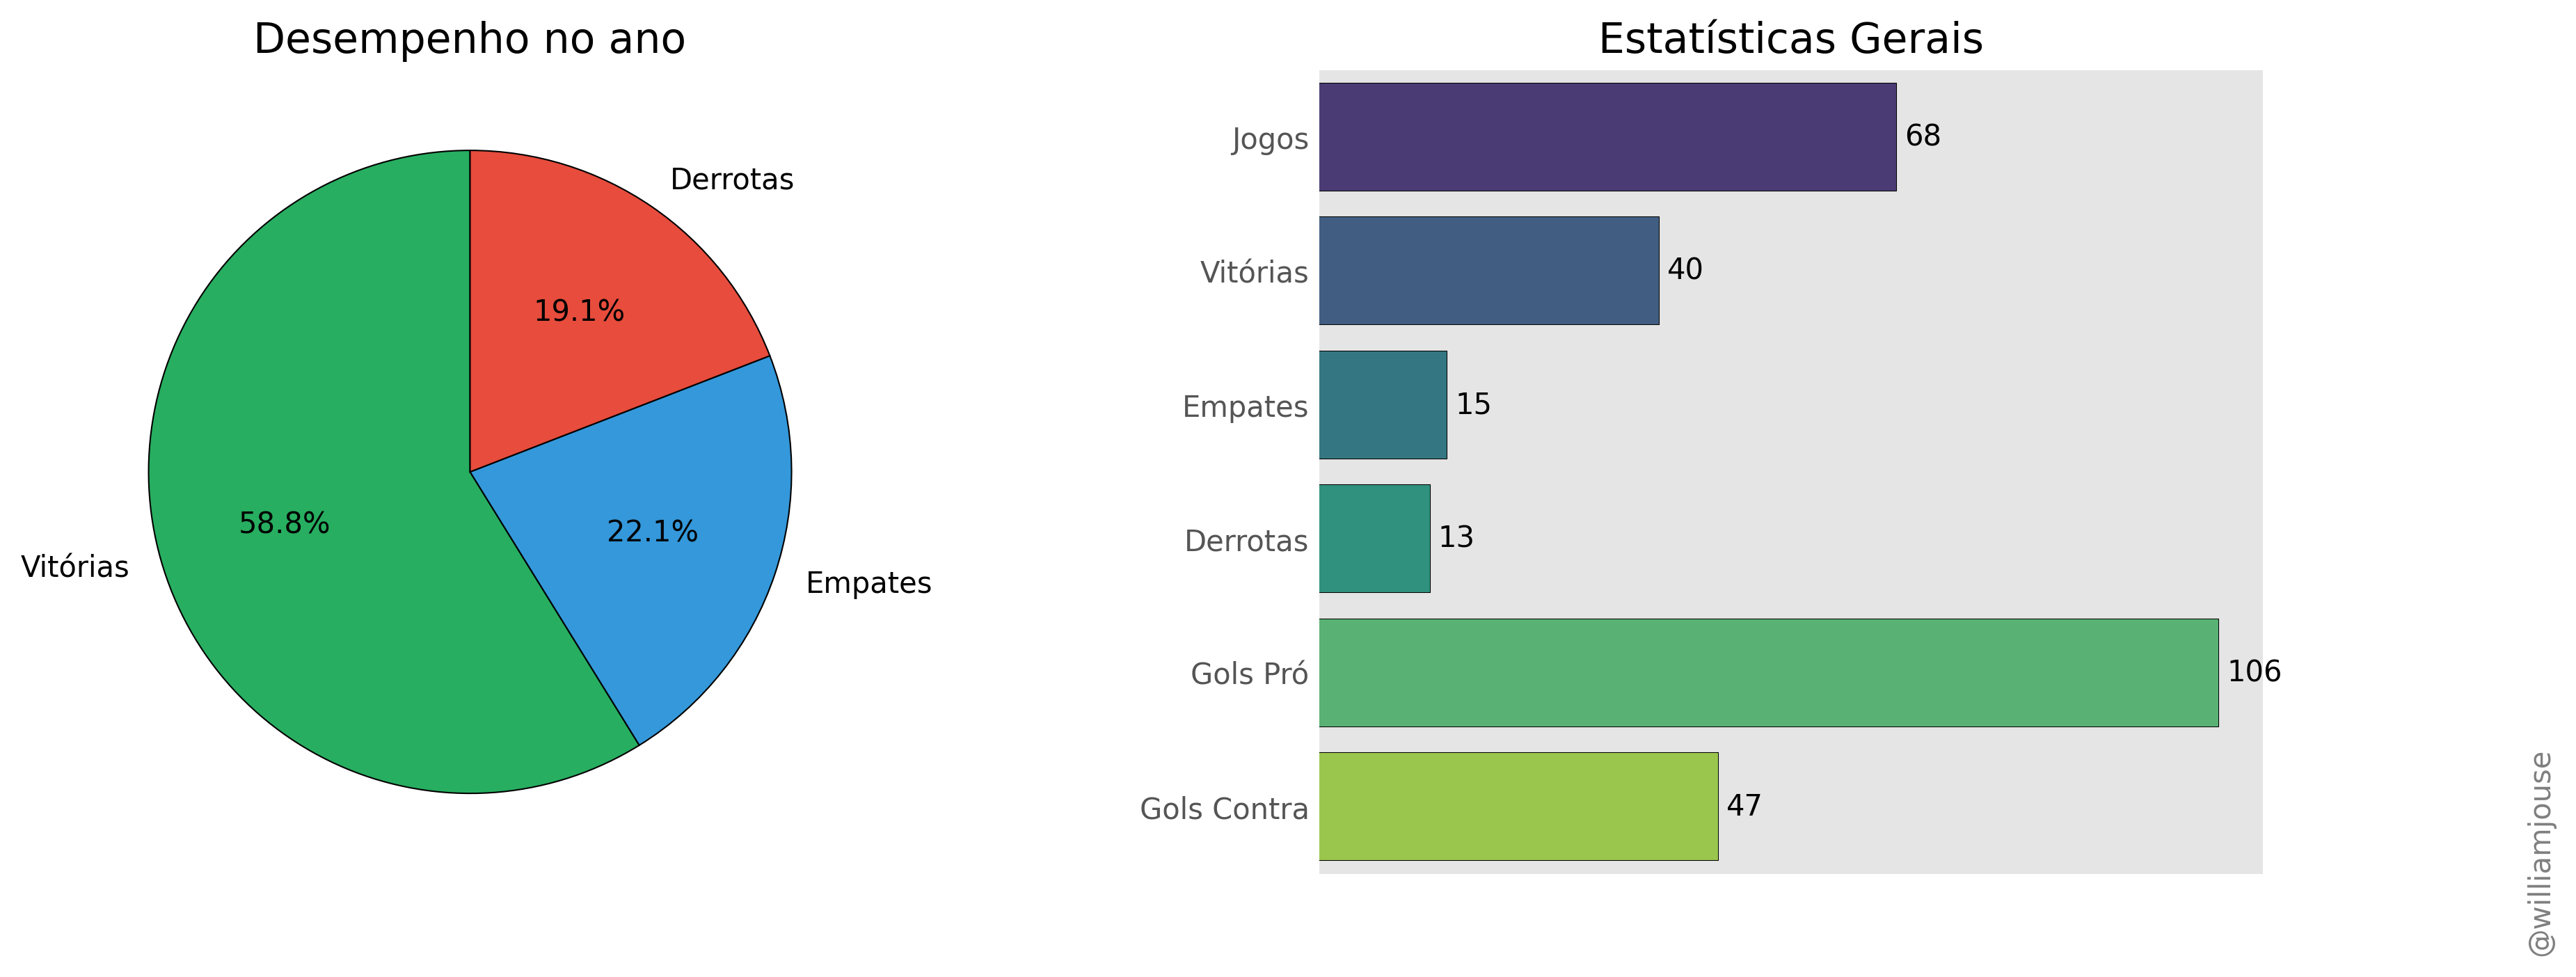 Desempenho no ano
Derrotas
19.1%
58.8%
22.1%
Vitórias
Empates
Estatísticas Gerais
Jogos
68
Vitórias
40
Empates
15
Derrotas
13
Gols Pró
106
Gols Contra
47
@williamjouse